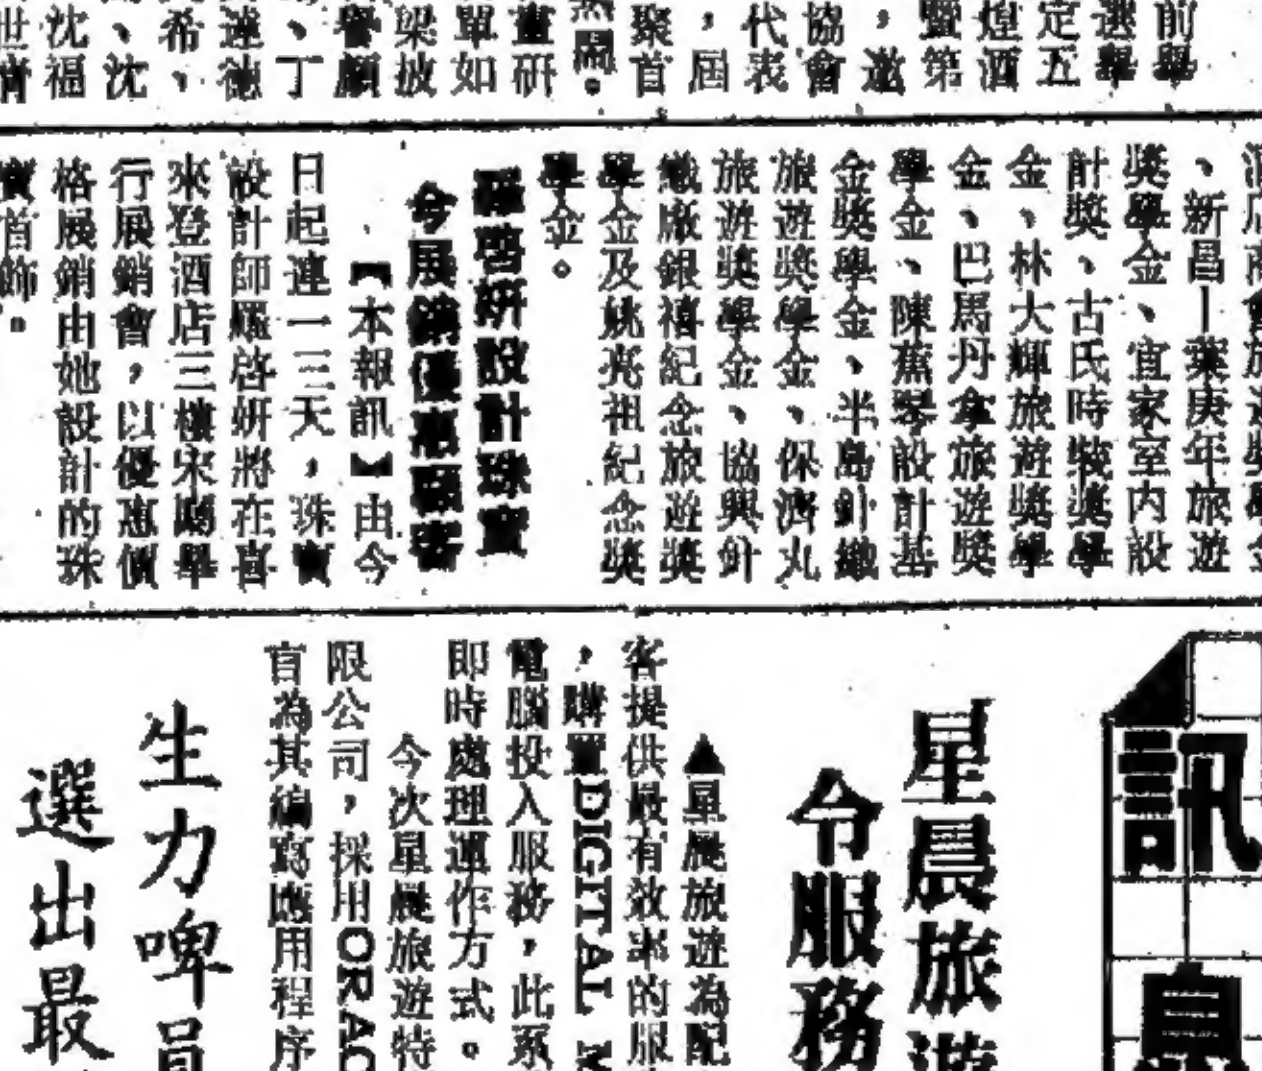 前舉
選舉
定五
煌酒
暨第
，邀
協會
代表
，屆
聚首
畫研
單如
梁披
譽顧
、丁
達德
希、
、沈
沈福
世濟
、新昌—葉庚年旅遊
獎學金、宜家室內設
計獎、古氏時裝獎學
金、林大輝旅遊獎學
金、巴馬丹拿旅遊獎
學金、陳蕉琴設計基
金獎學金、半島針織
旅遊獎學金、保濟丸
旅遊獎學金、協興針
織廠銀禧紀念旅遊獎
學金及姚亮祖紀念獎
學金。
羅啓妍設計珠寶
今展銷優惠顧客
【本報訊】由今
日起連一三天，珠寶
設計師羅啓妍將在喜
來登酒店三樓宋閣舉
行展銷會，以優惠價
格展銷由她設計的珠
寶首飾。
訊息
星晨旅遊
令服務
▲星晨旅遊為配
客提供最有效率的服
，購置DIGITAL
電腦投入服務，此系
即時處理運作方式。
今次星晨旅遊特
限公司，採用ORAC
為其編寫應用程序
生力啤員
選出最